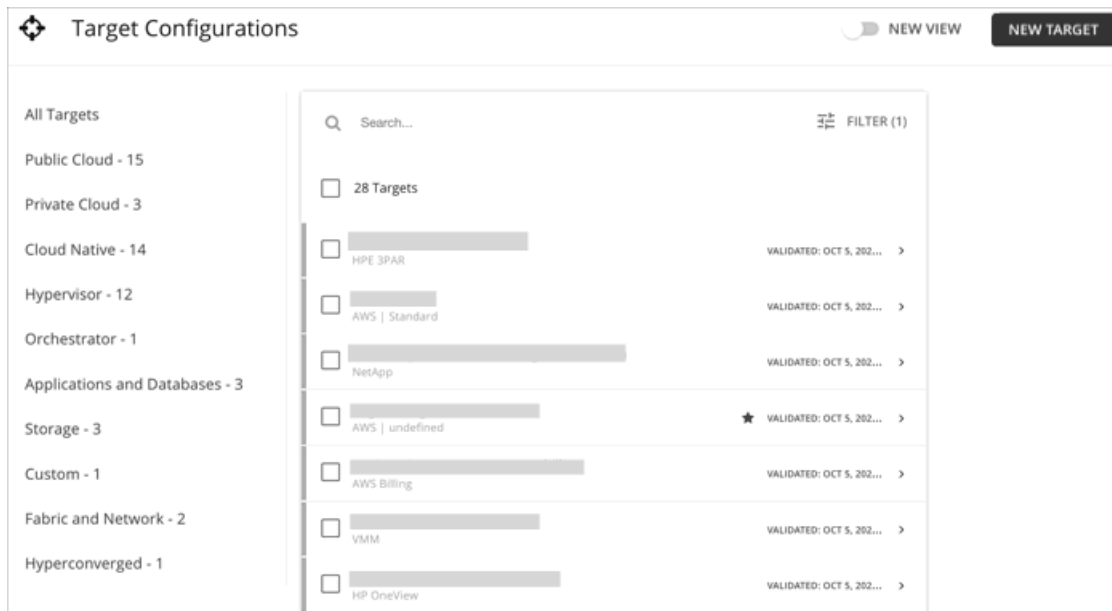 Target Configurations
NEW VIEW
NEW TARGET
All Targets
Public Cloud - 15
Private Cloud - 3
Cloud Native - 14
Hypervisor - 12
Orchestrator - 1
Applications and Databases - 3
Storage - 3
Custom - 1
Fabric and Network - 2
Hyperconverged - 1
Search...
FILTER (1)
28 Targets
HPE 3PAR
VALIDATED: OCT 5, 202...
AWS | Standard
VALIDATED: OCT 5, 202...
NetApp
VALIDATED: OCT 5, 202...
AWS | undefined
VALIDATED: OCT 5, 202...
AWS Billing
VALIDATED: OCT 5, 202...
VMM
VALIDATED: OCT 5, 202...
HP OneView
VALIDATED: OCT 5, 202...